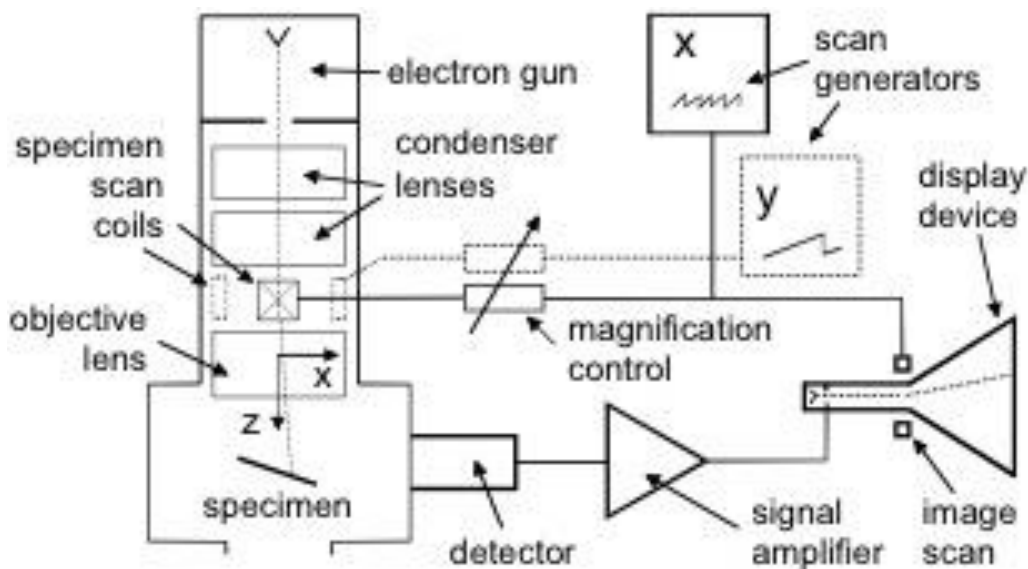 electron gun
specimen
scan
coils
condenser
lenses
objective
lens
x
z
specimen
detector
signal
amplifier
magnification
control
x
scan
generators
y
display
device
image
scan